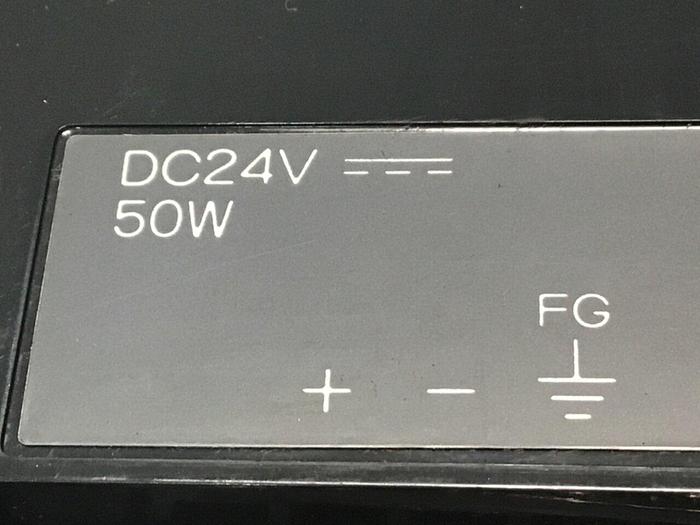 DC24V ⎓
50W
FG
+ − ⏚